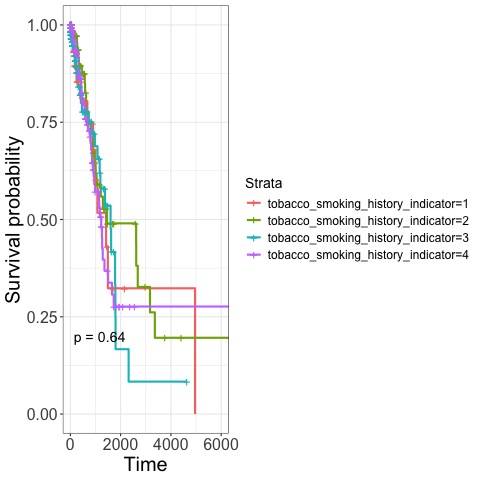 1.00
0.75
0.50
0.25
0.00
Survival probability
p = 0.64
0 2000 4000 6000
Time
Strata
tobacco_smoking_history_indicator=1
tobacco_smoking_history_indicator=2
tobacco_smoking_history_indicator=3
tobacco_smoking_history_indicator=4